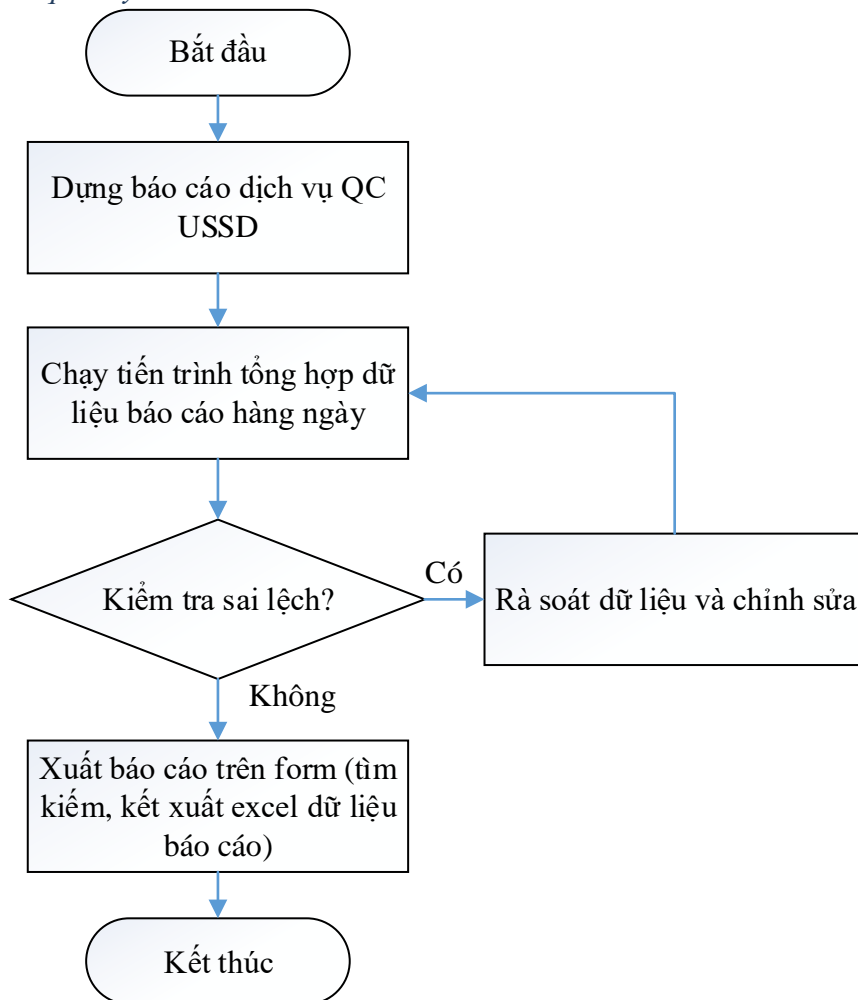 Bắt đầu
Dựng báo cáo dịch vụ QC
USSD
Chạy tiến trình tổng hợp dữ
liệu báo cáo hàng ngày
Kiểm tra sai lệch?
Có
Rà soát dữ liệu và chỉnh sửa
Không
Xuất báo cáo trên form (tìm
kiếm, kết xuất excel dữ liệu
báo cáo)
Kết thúc